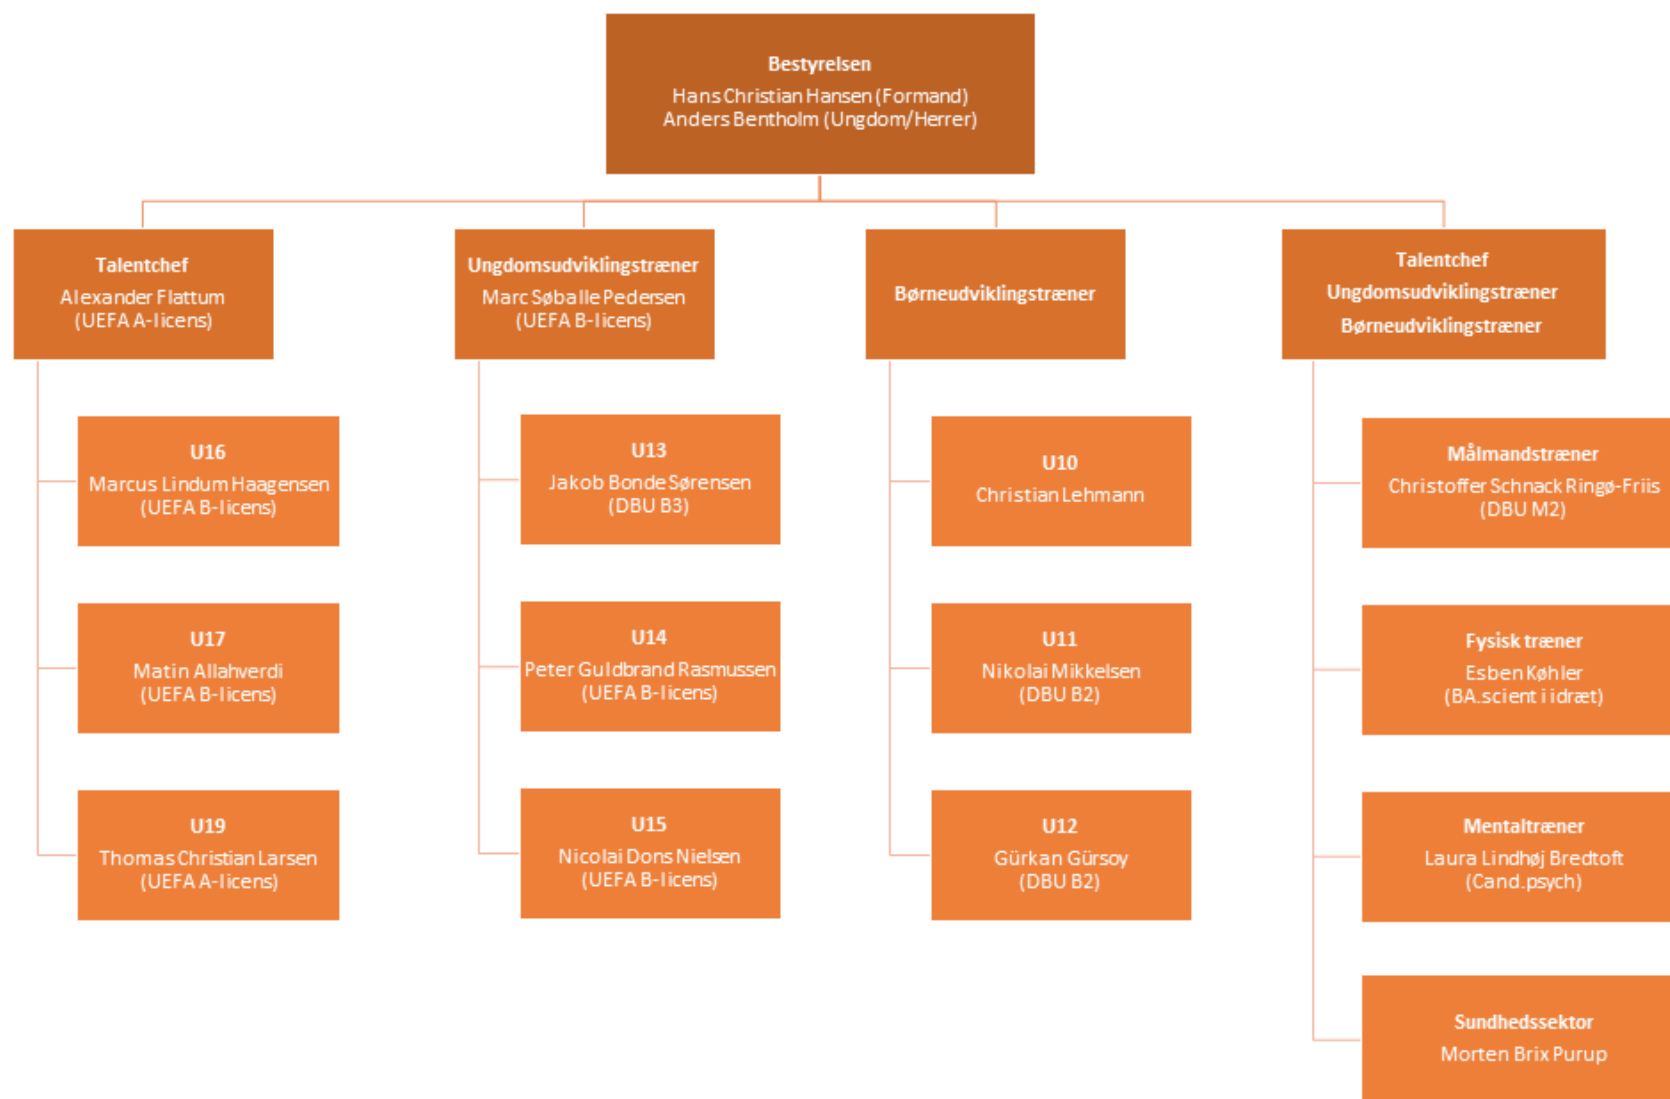 Bestyrelsen
Hans Christian Hansen (Formand)
Anders Bentholm (Ungdom/Herrer)
Talentchef
Alexander Flattum
(UEFA A-licens)
U16
Marcus Lindum Haagensen
(UEFA B-licens)
U17
Matin Allahverdi
(UEFA B-licens)
U19
Thomas Christian Larsen
(UEFA A-licens)
Ungdomsudviklingstræner
Marc Søballe Pedersen
(UEFA B-licens)
U13
Jakob Bonde Sørensen
(DBU B3)
U14
Peter Guldbrand Rasmussen
(UEFA B-licens)
U15
Nicolai Dons Nielsen
(UEFA B-licens)
Børneudviklingstræner
U10
Christian Lehmann
U11
Nikolai Mikkelsen
(DBU B2)
U12
Gürkan Gürsoy
(DBU B2)
Talentchef
Ungdomsudviklingstræner
Børneudviklingstræner
Målmandstræner
Christoffer Schnack Ringø-Friis
(DBU M2)
Fysisk træner
Esben Køhler
(BA.scient i idræt)
Mentaltræner
Laura Lindhøj Bredtoft
(Cand.psych)
Sundhedssektor
Morten Brix Purup